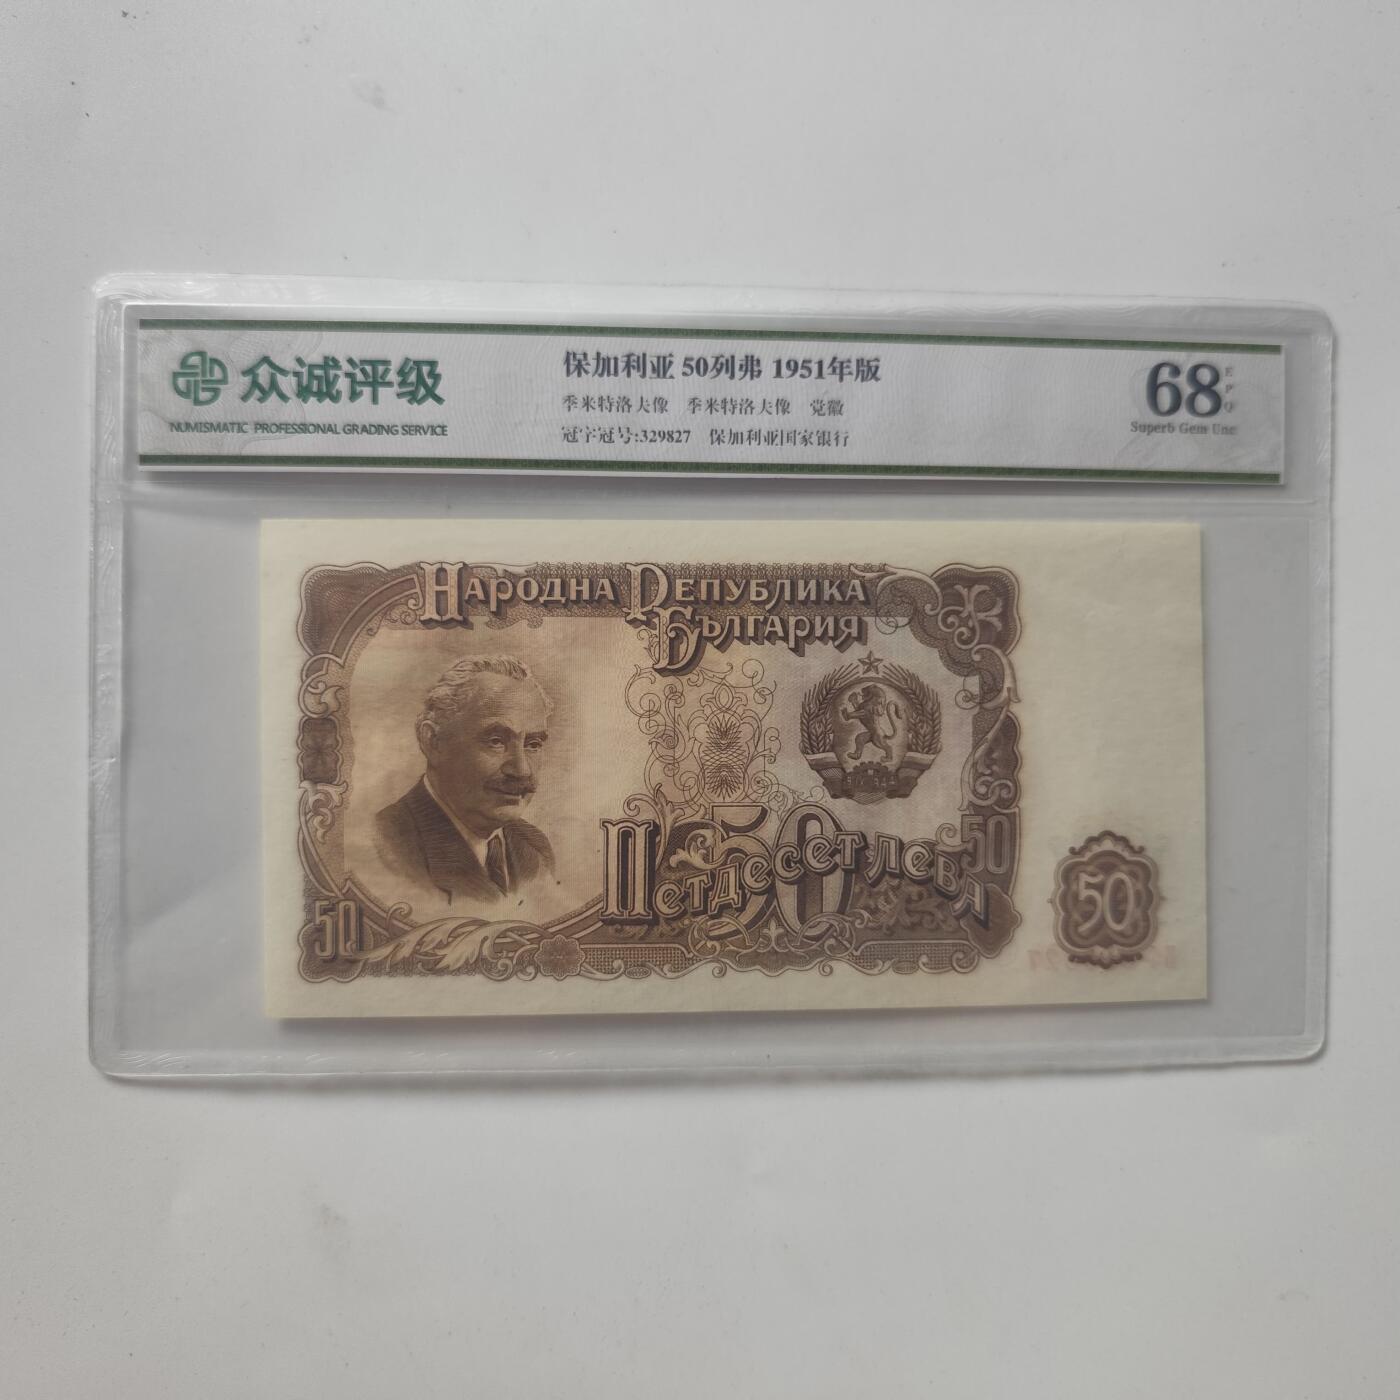 众诚评级
NUMISMATIC PROFESSIONAL GRADING SERVICE
保加利亚 50列弗 1951年版
季米特洛夫像 季米特洛夫像 党徽
冠字冠号:329827 保加利亚国家银行
68
EPQ
Superb Gem Unc
НАРОДНА РЕПУБЛИКА
БЪЛГАРИЯ
50
ПЕТДЕСЕТ ЛЕВА
50
50
50